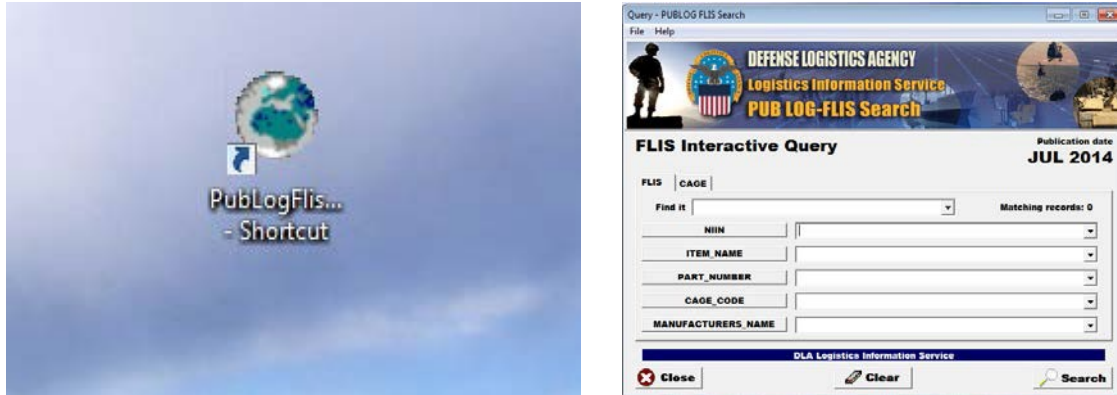 PubLogFlis...
- Shortcut
Query - PUBLOG FLIS Search
File Help
DEFENSE LOGISTICS AGENCY
Logistics Information Service
PUB LOG-FLIS Search
FLIS Interactive Query
Publication date
JUL 2014
FLIS CAGE
Find it Matching records: 0
NIIN
ITEM_NAME
PART_NUMBER
CAGE_CODE
MANUFACTURERS_NAME
DLA Logistics Information Service
Close Clear Search